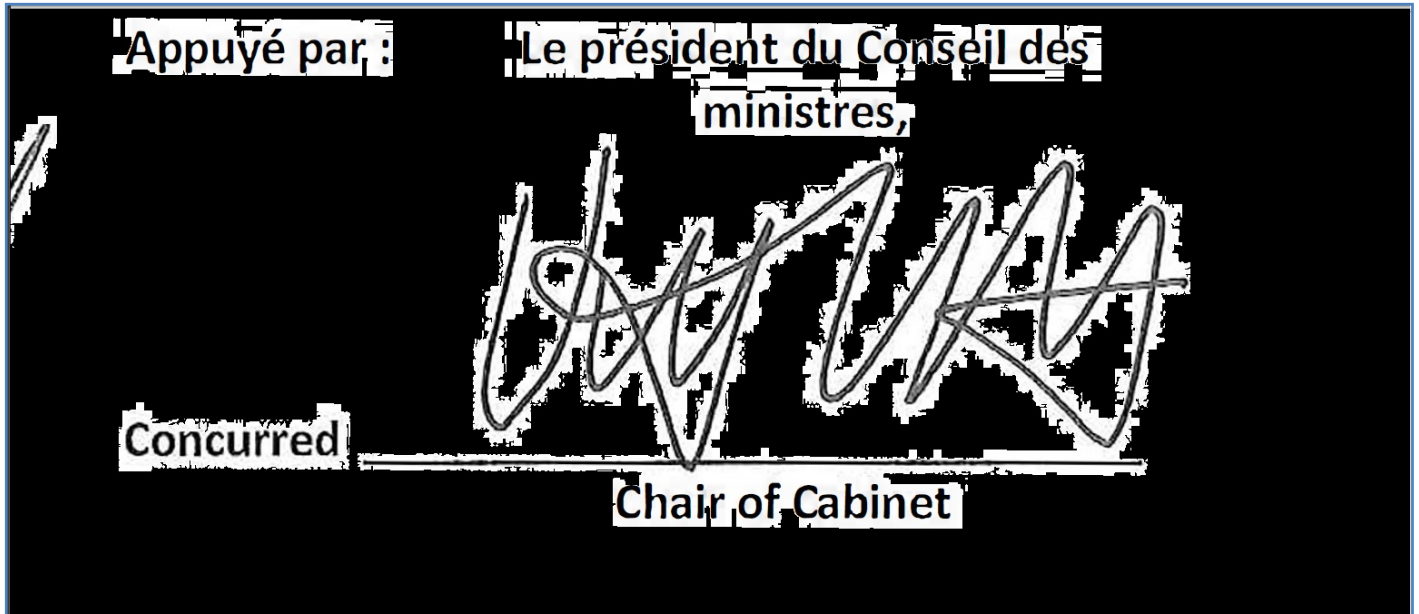 Appuyé par :
Le président du Conseil des
ministres,
Concurred
Chair of Cabinet